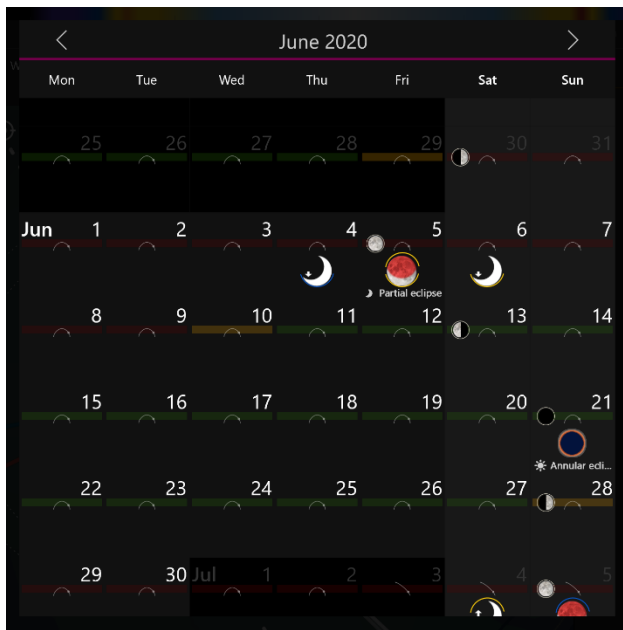 June 2020
Mon Tue Wed Thu Fri Sat Sun
25 26 27 28 29 30 31
Jun 1 2 3 4 5 6 7
Partial eclipse
8 9 10 11 12 13 14
15 16 17 18 19 20 21
Annular ecli...
22 23 24 25 26 27 28
29 30 Jul 1 2 3 4 5